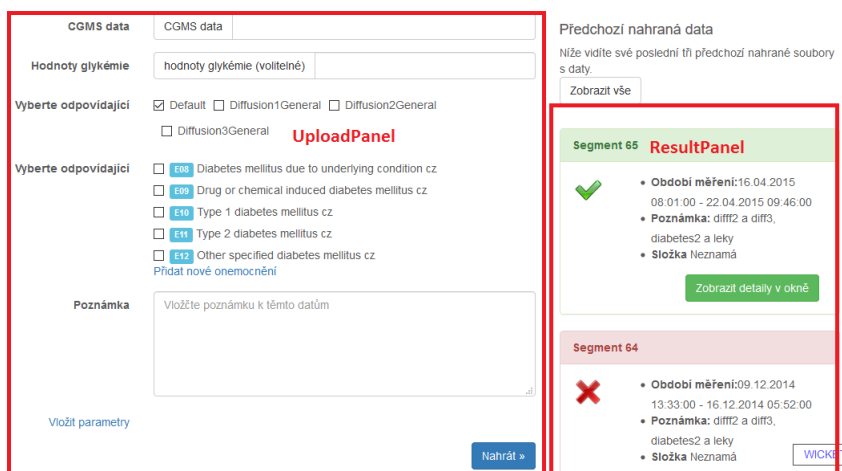 CGMS data
CGMS data
Hodnoty glykémie
hodnoty glykémie (volitelné)
Vyberte odpovídající
Default Diffusion1General Diffusion2General
Diffusion3General
UploadPanel
Vyberte odpovídající
E08 Diabetes mellitus due to underlying condition cz
E09 Drug or chemical induced diabetes mellitus cz
E10 Type 1 diabetes mellitus cz
E11 Type 2 diabetes mellitus cz
E12 Other specified diabetes mellitus cz
Přidat nové onemocnění
Poznámka
Vložčte poznámku k těmto datům
Vložit parametry
Nahrát »
Předchozí nahraná data
Níže vidíte své poslední tři předchozí nahrané soubory
s daty.
Zobrazit vše
Segment 65 ResultPanel
Období měření:16.04.2015
08:01:00 - 22.04.2015 09:46:00
Poznámka: difff2 a diff3,
diabetes2 a leky
Složka Neznamá
Zobrazit detaily v okně
Segment 64
Období měření:09.12.2014
13:33:00 - 16.12.2014 05:52:00
Poznámka: difff2 a diff3,
diabetes2 a leky
Složka Neznamá